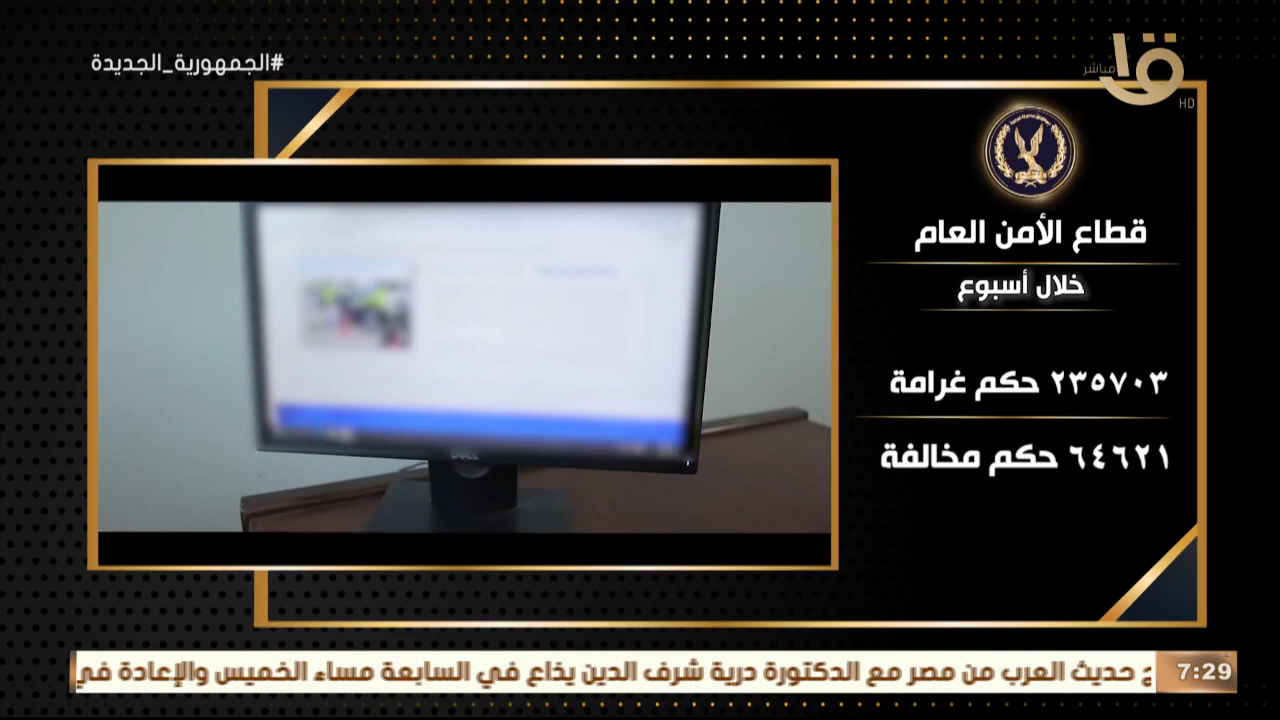 #الجمهورية_الجديدة
مباشر
HD
قطاع الأمن العام
خلال أسبوع
٢٣٥٧٠٣ حكم غرامة
٦٤٦٢١ حكم مخالفة
DELL
7:29
ج حديث العرب من مصر مع الدكتورة درية شرف الدين يذاع في السابعة مساء الخميس والإعادة في